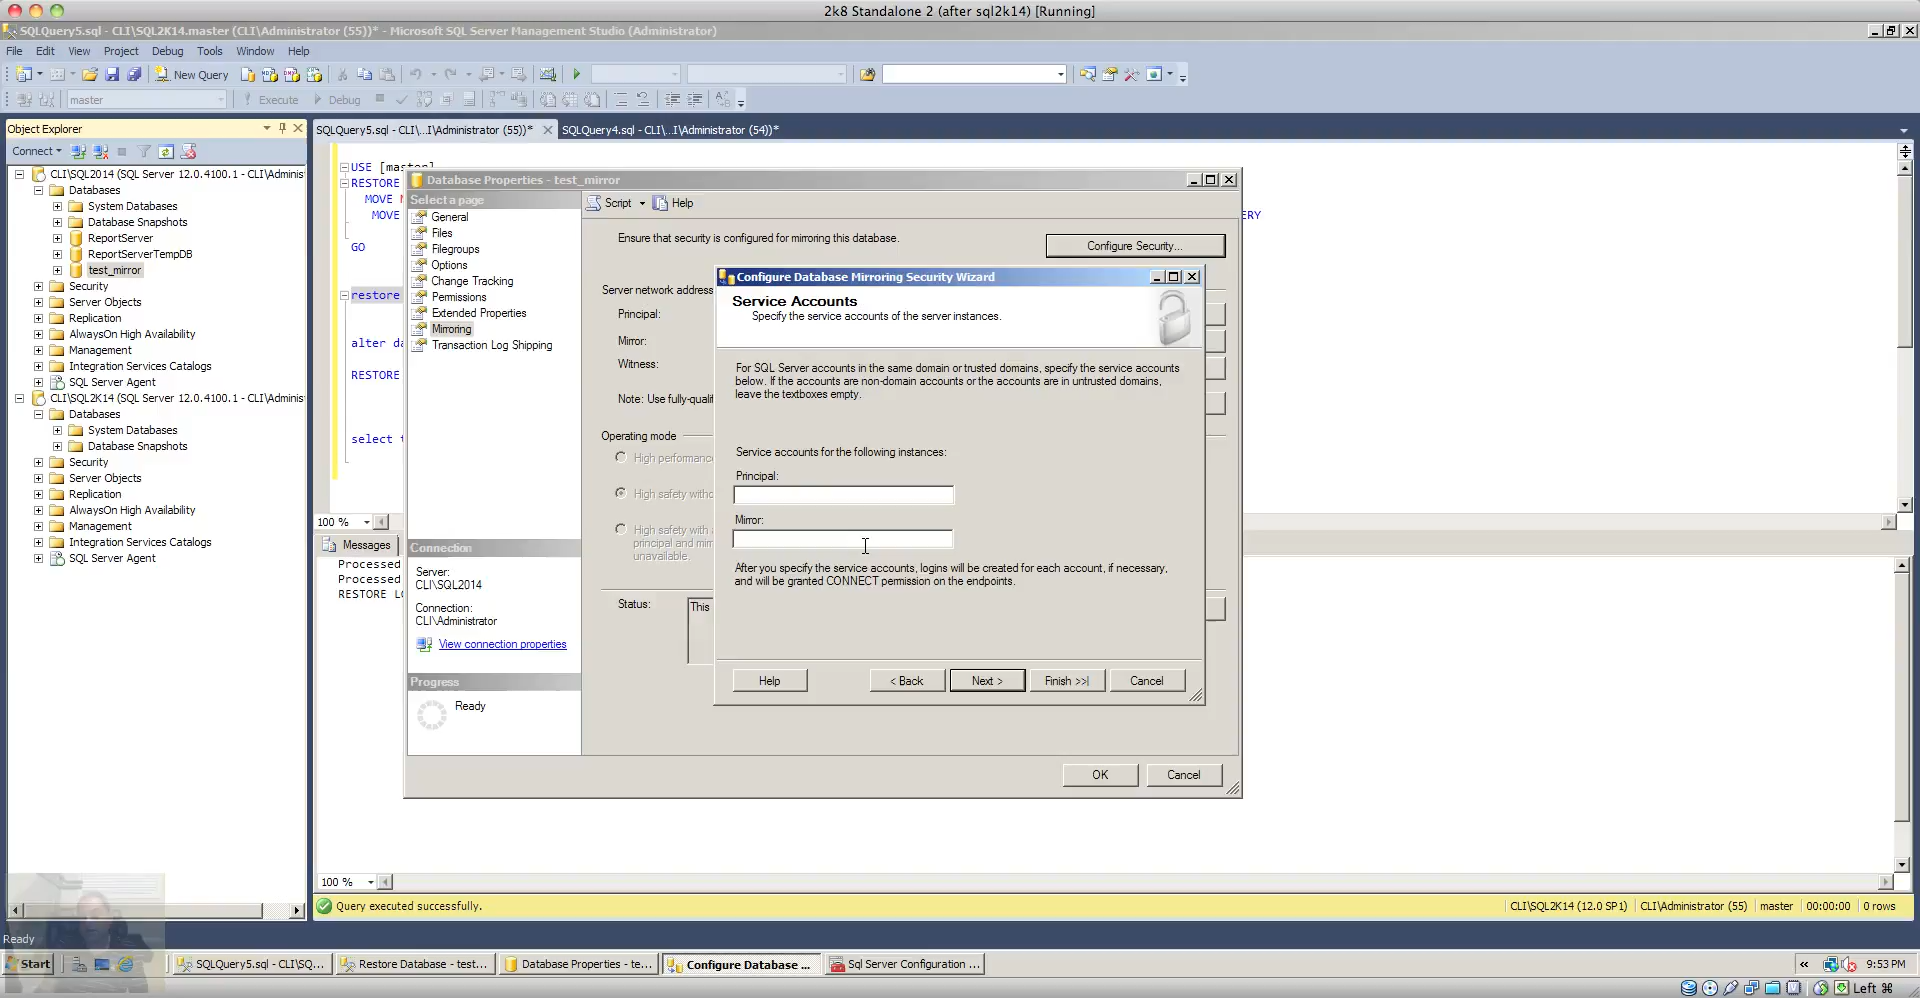 2k8 Standalone 2 (after sql2k14) [Running]
SQLQuery5.sql - CLI\SQL2K14.master (CLI\Administrator (55))* - Microsoft SQL Server Management Studio (Administrator)
File Edit View Project Debug Tools Window Help
New Query
master Execute Debug
Object Explorer
SQLQuery5.sql - CLI\...I\Administrator (55))*
SQLQuery4.sql - CLI\...I\Administrator (54))*
Connect
CLI\SQL2014 (SQL Server 12.0.4100.1 - CLI\Adminis
Databases
System Databases
Database Snapshots
ReportServer
ReportServerTempDB
test_mirror
Security
Server Objects
Replication
AlwaysOn High Availability
Management
Integration Services Catalogs
SQL Server Agent
CLI\SQL2K14 (SQL Server 12.0.4100.1 - CLI\Adminis
Databases
System Databases
Database Snapshots
Security
Server Objects
Replication
AlwaysOn High Availability
Management
Integration Services Catalogs
SQL Server Agent
USE [master]
RESTORE
MOVE
MOVE ERY
GO
restore
alter da
RESTORE
select
100 %
Messages
Processed
Processed
RESTORE LO
100 %
Database Properties - test_mirror
Select a page
General
Files
Filegroups
Options
Change Tracking
Permissions
Extended Properties
Mirroring
Transaction Log Shipping
Connection
Server:
CLI\SQL2014
Connection:
CLI\Administrator
View connection properties
Progress
Ready
Script Help
Ensure that security is configured for mirroring this database.
Configure Security...
Server network address
Principal:
Mirror:
Witness:
Note: Use fully-qualif
Operating mode
High performance
High safety witho
High safety with a
principal and mirr
unavailable.
Status: This
OK Cancel
Configure Database Mirroring Security Wizard
Service Accounts
Specify the service accounts of the server instances.
For SQL Server accounts in the same domain or trusted domains, specify the service accounts
below. If the accounts are non-domain accounts or the accounts are in untrusted domains,
leave the textboxes empty.
Service accounts for the following instances:
Principal:
Mirror:
After you specify the service accounts, logins will be created for each account, if necessary,
and will be granted CONNECT permission on the endpoints.
Help < Back Next > Finish >>| Cancel
Query executed successfully.
CLI\SQL2K14 (12.0 SP1) CLI\Administrator (55) master 00:00:00 0 rows
Ready
Start
SQLQuery5.sql - CLI\SQ...
Restore Database - test...
Database Properties - te...
Configure Database ...
Sql Server Configuration ...
« 9:53 PM
Left ⌘